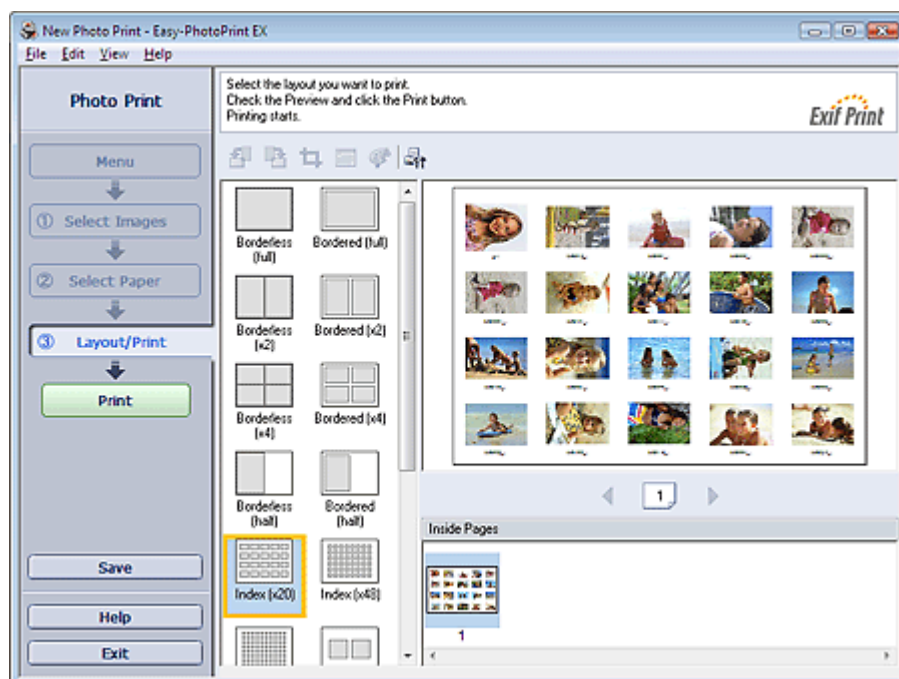 New Photo Print - Easy-PhotoPrint EX
File Edit View Help
Photo Print
Select the layout you want to print.
Check the Preview and click the Print button.
Printing starts.
Exif Print
Menu
① Select Images
② Select Paper
③ Layout/Print
Print
Save
Help
Exit
Borderless
(full)
Bordered (full)
Borderless
(x2)
Bordered (x2)
Borderless
(x4)
Bordered (x4)
Borderless
(half)
Bordered
(half)
Index (x20)
Index (x48)
1
Inside Pages
1